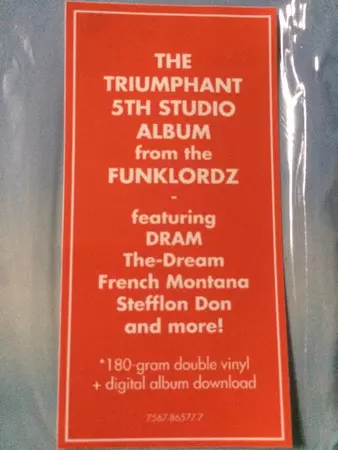 THE
TRIUMPHANT
5TH STUDIO
ALBUM
from the
FUNKLORDZ
-
featuring
DRAM
The-Dream
French Montana
Stefflon Don
and more!
*180-gram double vinyl
+ digital album download
7567-86577-7